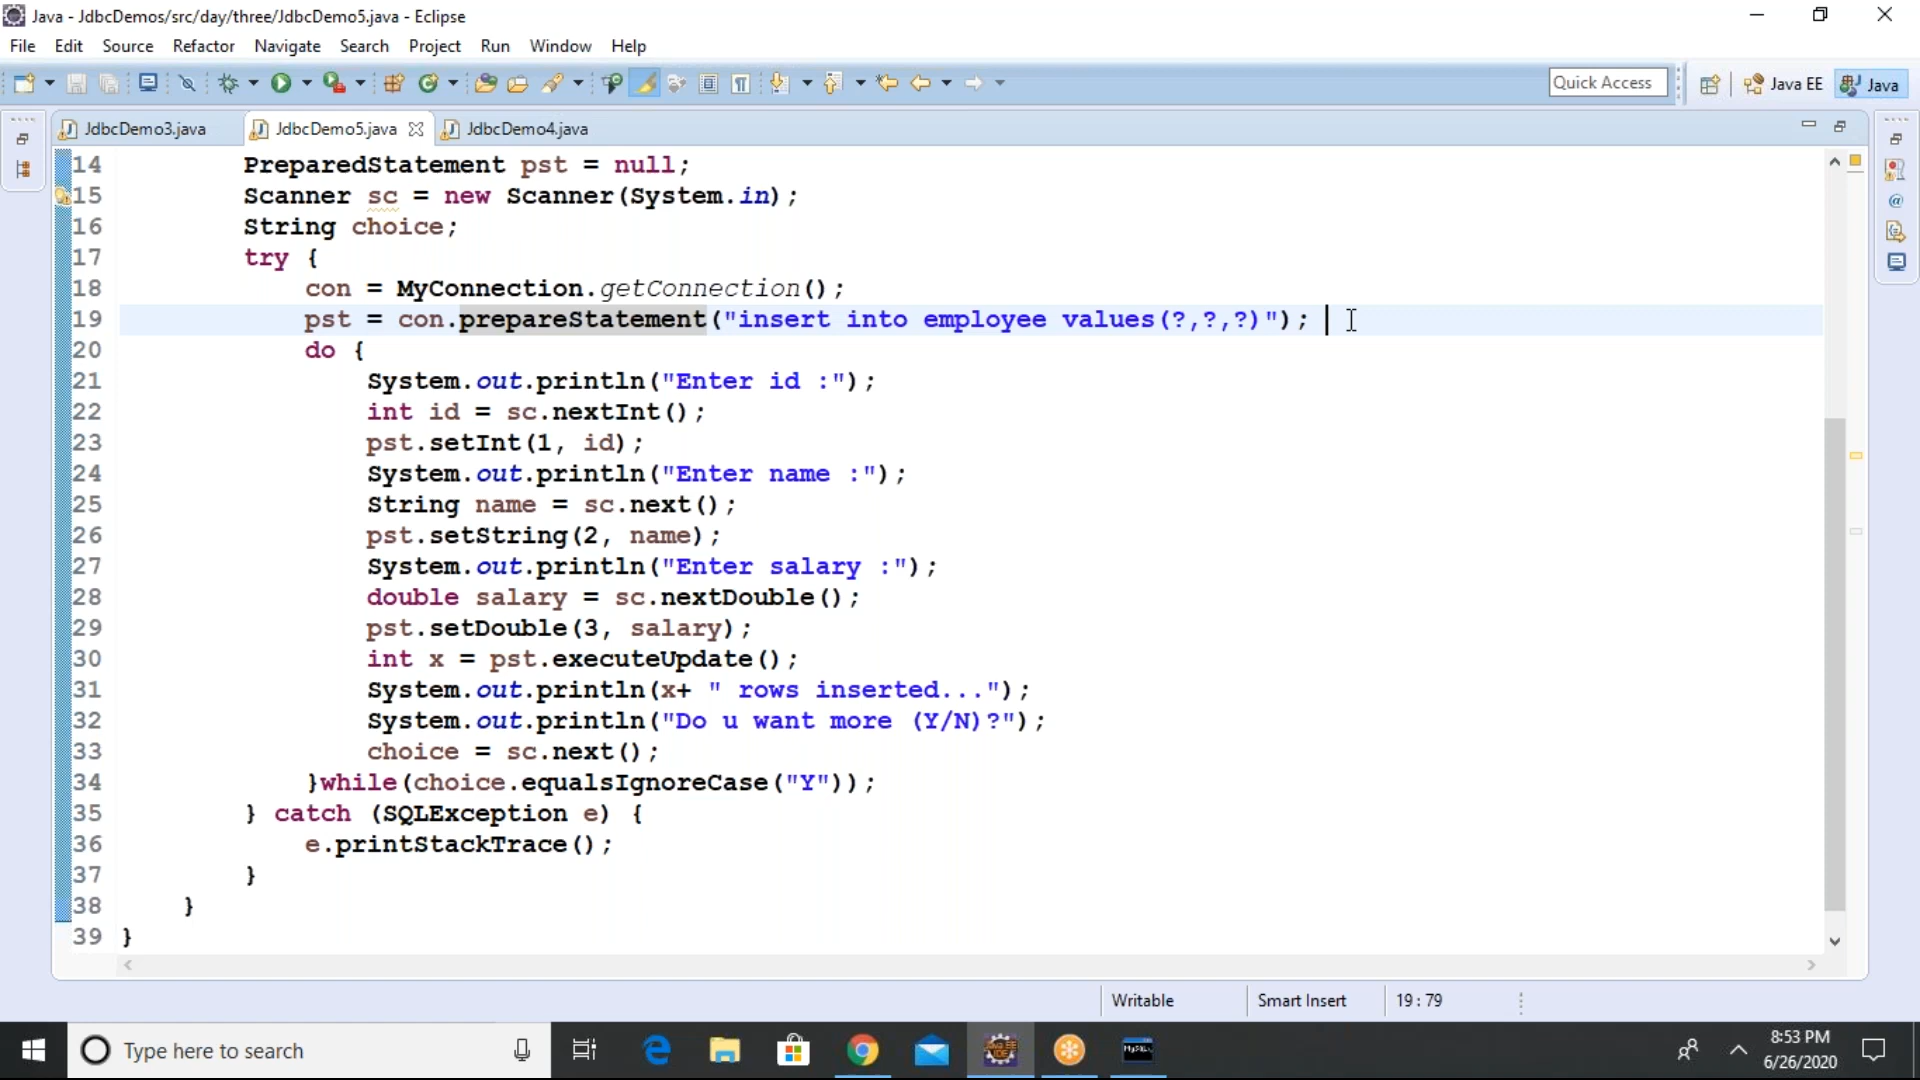 Java - JdbcDemos/src/day/three/JdbcDemo5.java - Eclipse
File Edit Source Refactor Navigate Search Project Run Window Help
Quick Access Java EE Java
JdbcDemo3.java JdbcDemo5.java JdbcDemo4.java
14 PreparedStatement pst = null;
15 Scanner sc = new Scanner(System.in);
16 String choice;
17 try {
18 con = MyConnection.getConnection();
19 pst = con.prepareStatement("insert into employee values(?,?,?)");
20 do {
21 System.out.println("Enter id :");
22 int id = sc.nextInt();
23 pst.setInt(1, id);
24 System.out.println("Enter name :");
25 String name = sc.next();
26 pst.setString(2, name);
27 System.out.println("Enter salary :");
28 double salary = sc.nextDouble();
29 pst.setDouble(3, salary);
30 int x = pst.executeUpdate();
31 System.out.println(x+ " rows inserted...");
32 System.out.println("Do u want more (Y/N)?");
33 choice = sc.next();
34 }while(choice.equalsIgnoreCase("Y"));
35 } catch (SQLException e) {
36 e.printStackTrace();
37 }
38 }
39 }
Writable Smart Insert 19 : 79
Type here to search
8:53 PM
6/26/2020